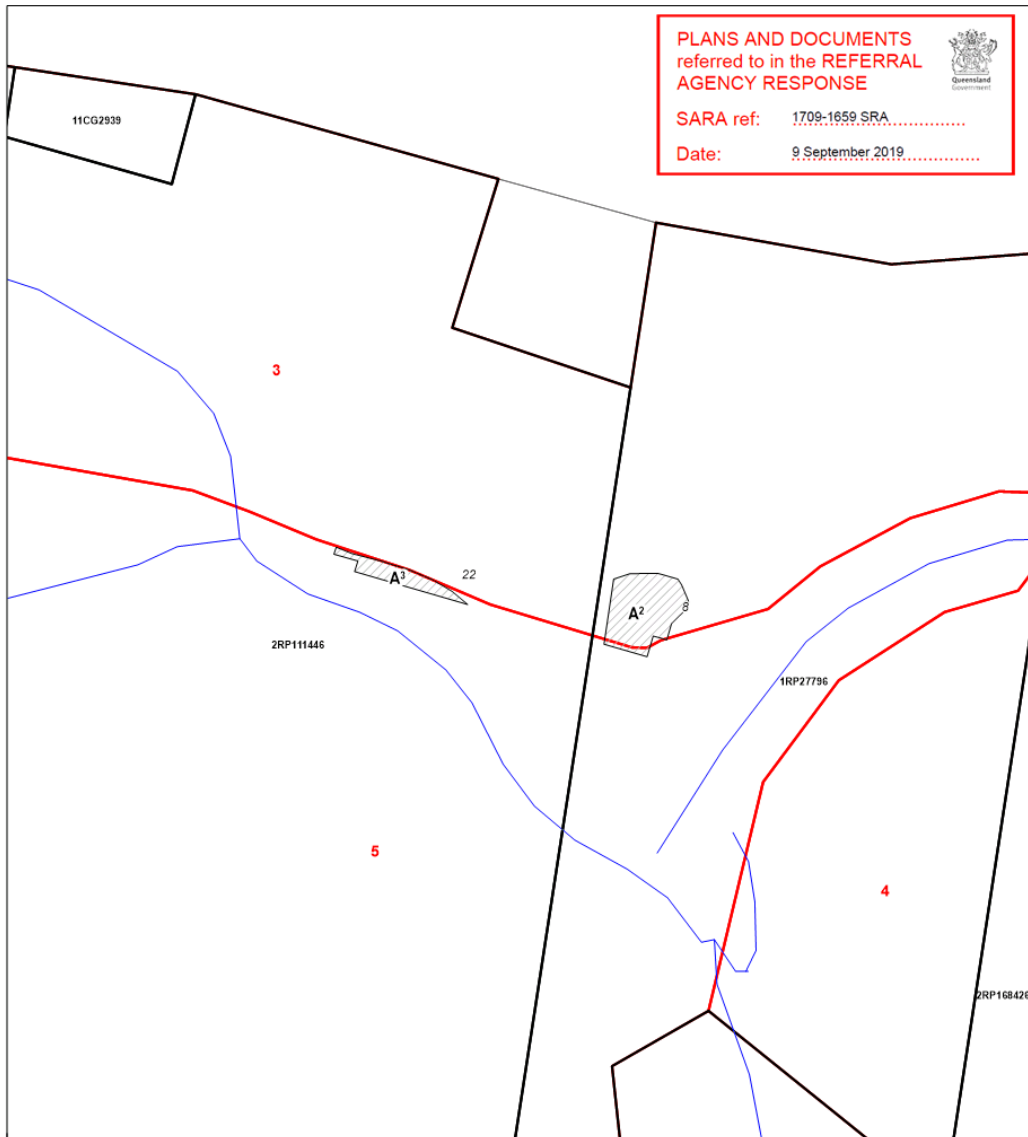 PLANS AND DOCUMENTS
referred to in the REFERRAL
AGENCY RESPONSE
Queensland
Government
SARA ref: 1709-1659 SRA
Date: 9 September 2019
11CG2939
3
22
A³
A²
8
2RP111446
1RP27796
5
4
2RP168426